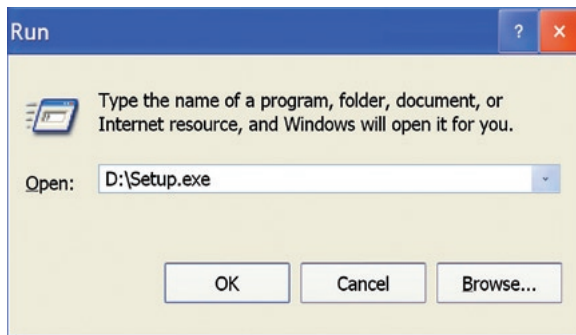 Run
?
Type the name of a program, folder, document, or
Internet resource, and Windows will open it for you.
Open: D:\Setup.exe
OK Cancel Browse...